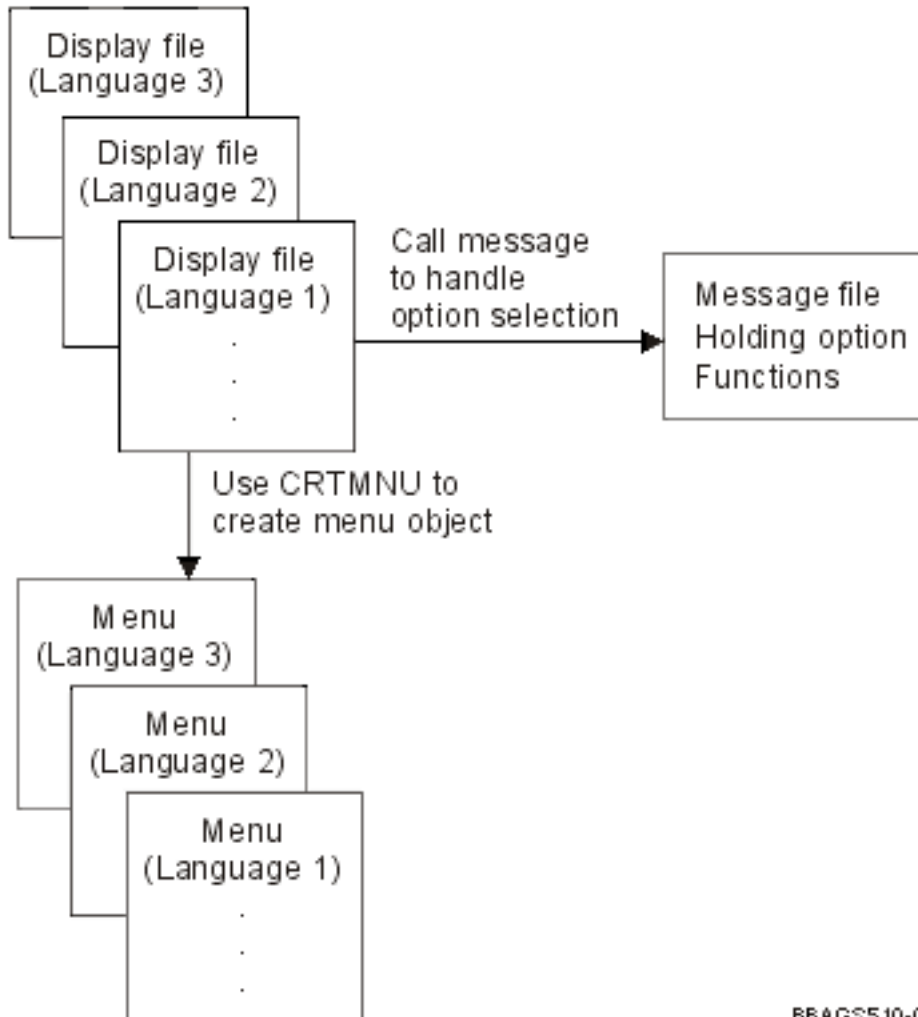 Display file
(Language 3)
Display file
(Language 2)
Display file
(Language 1)
.
.
.
Call message
to handle
option selection
Message file
Holding option
Functions
Use CRTMNU to
create menu object
Menu
(Language 3)
Menu
(Language 2)
Menu
(Language 1)
.
.
.